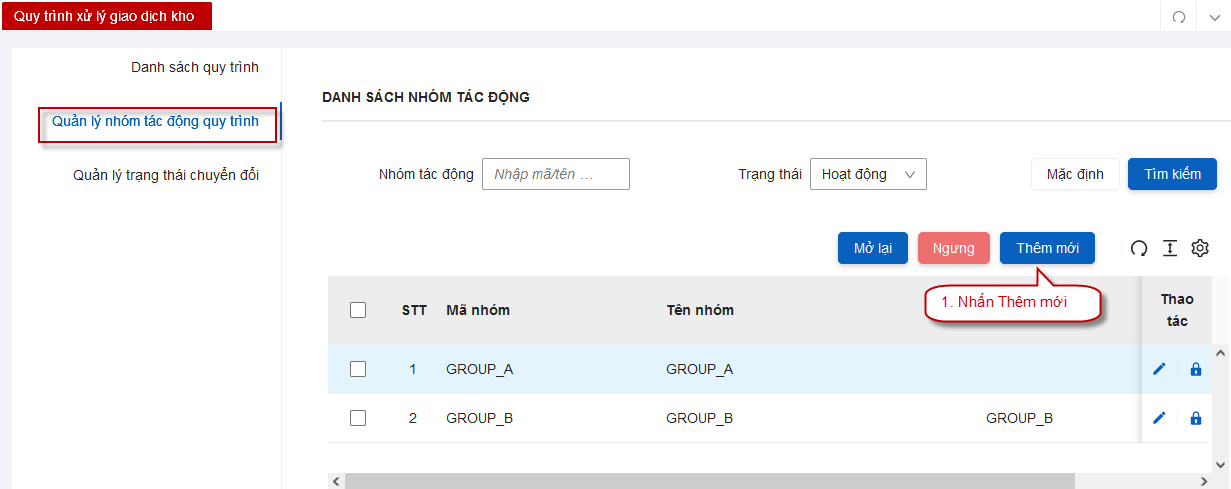 Quy trình xử lý giao dịch kho
Danh sách quy trình
Quản lý nhóm tác động quy trình
Quản lý trạng thái chuyển đổi
DANH SÁCH NHÓM TÁC ĐỘNG
Nhóm tác động Nhập mã/tên ... Trạng thái Hoạt động Mặc định Tìm kiếm
Mở lại Ngưng Thêm mới
1. Nhấn Thêm mới
STT Mã nhóm Tên nhóm Thao
tác
1 GROUP_A GROUP_A
2 GROUP_B GROUP_B GROUP_B